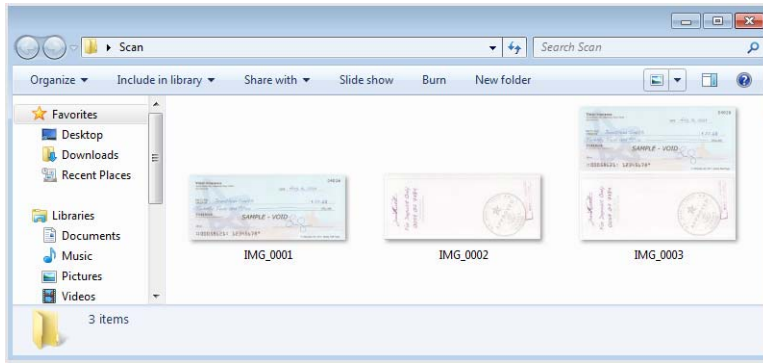 Scan
Search Scan
Organize
Include in library
Share with
Slide show
Burn
New folder
Favorites
Desktop
Downloads
Recent Places
Libraries
Documents
Music
Pictures
Videos
SAMPLE - VOID
SAMPLE - VOID
IMG_0001
IMG_0002
IMG_0003
3 items